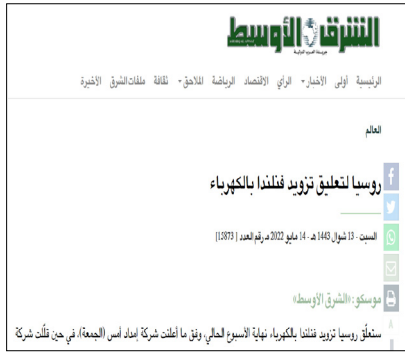 الشرق الأوسط
جريدة العرب الدولية
الرئيسية أولى الأخبار الرأي الاقتصاد الرياضة الملاحق ثقافة ملفات الشرق الأخيرة
العالم
روسيا لتعليق تزويد فنلندا بالكهرباء
السبت - 13 شوال 1443 هـ - 14 مايو 2022 مـ رقم العدد [15873]
موسكو: «الشرق الأوسط»
ستعلّق روسيا تزويد فنلندا بالكهرباء نهاية الأسبوع الحالي، وفق ما أعلنت شركة إمداد أمس (الجمعة)، في حين قلّلت شركة